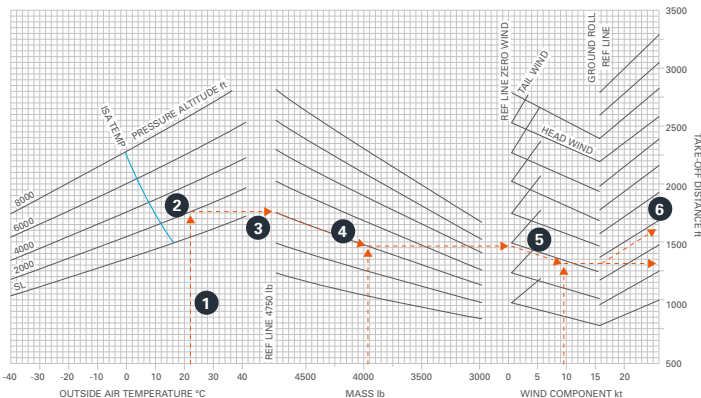 ISA TEMP
PRESSURE ALTITUDE ft
8000
6000
4000
2000
SL
1
2
3
4
5
6
REF LINE 4750 lb
REF LINE ZERO WIND
TAIL WIND
HEAD WIND
GROUND ROLL
REF LINE
3500
3000
2500
2000
1500
1000
500
TAKE-OFF DISTANCE ft
-40 -30 -20 -10 0 10 20 30 40 4500 4000 3500 3000 0 5 10 15 20
OUTSIDE AIR TEMPERATURE °C MASS lb WIND COMPONENT kt